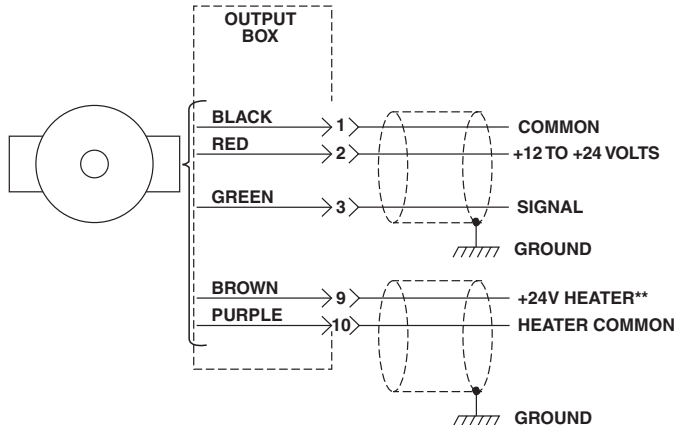 OUTPUT
BOX
BLACK 1 COMMON
RED 2 +12 TO +24 VOLTS
GREEN 3 SIGNAL
GROUND
BROWN 9 +24V HEATER**
PURPLE 10 HEATER COMMON
GROUND